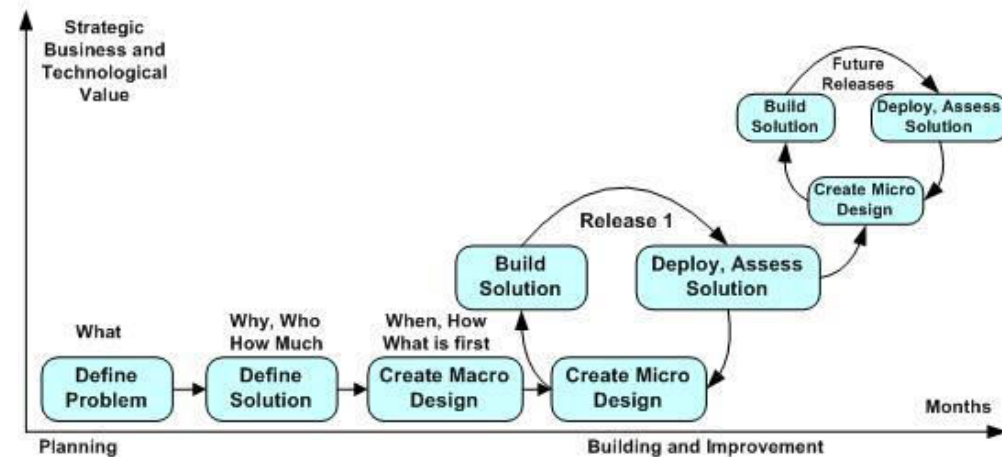 Strategic
Business and
Technological
Value
Future
Releases
Build
Solution
Deploy, Assess
Solution
Create Micro
Design
Release 1
Build
Solution
Deploy, Assess
Solution
What
Why, Who
How Much
When, How
What is first
Define
Problem
Define
Solution
Create Macro
Design
Create Micro
Design
Months
Planning
Building and Improvement